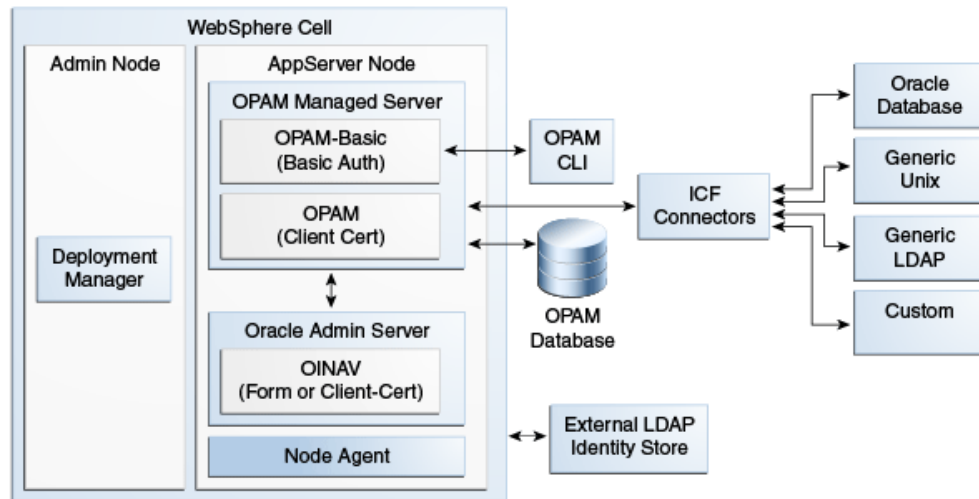 WebSphere Cell
Admin Node
Deployment
Manager
AppServer Node
OPAM Managed Server
OPAM-Basic
(Basic Auth)
OPAM
(Client Cert)
Oracle Admin Server
OINAV
(Form or Client-Cert)
Node Agent
OPAM
CLI
OPAM
Database
External LDAP
Identity Store
ICF
Connectors
Oracle
Database
Generic
Unix
Generic
LDAP
Custom